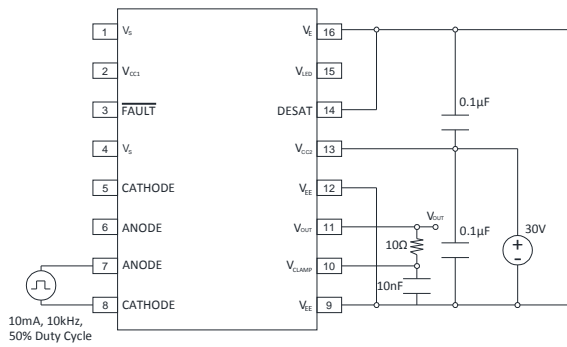 1 VS
VE 16
2 VCC1
VLED 15
3 FAULT
DESAT 14
0.1µF
4 VS
VCC2 13
5 CATHODE
VEE 12
6 ANODE
VOUT 11
VOUT
10Ω
0.1µF
30V
7 ANODE
VCLAMP 10
10nF
8 CATHODE
VEE 9
10mA, 10kHz,
50% Duty Cycle